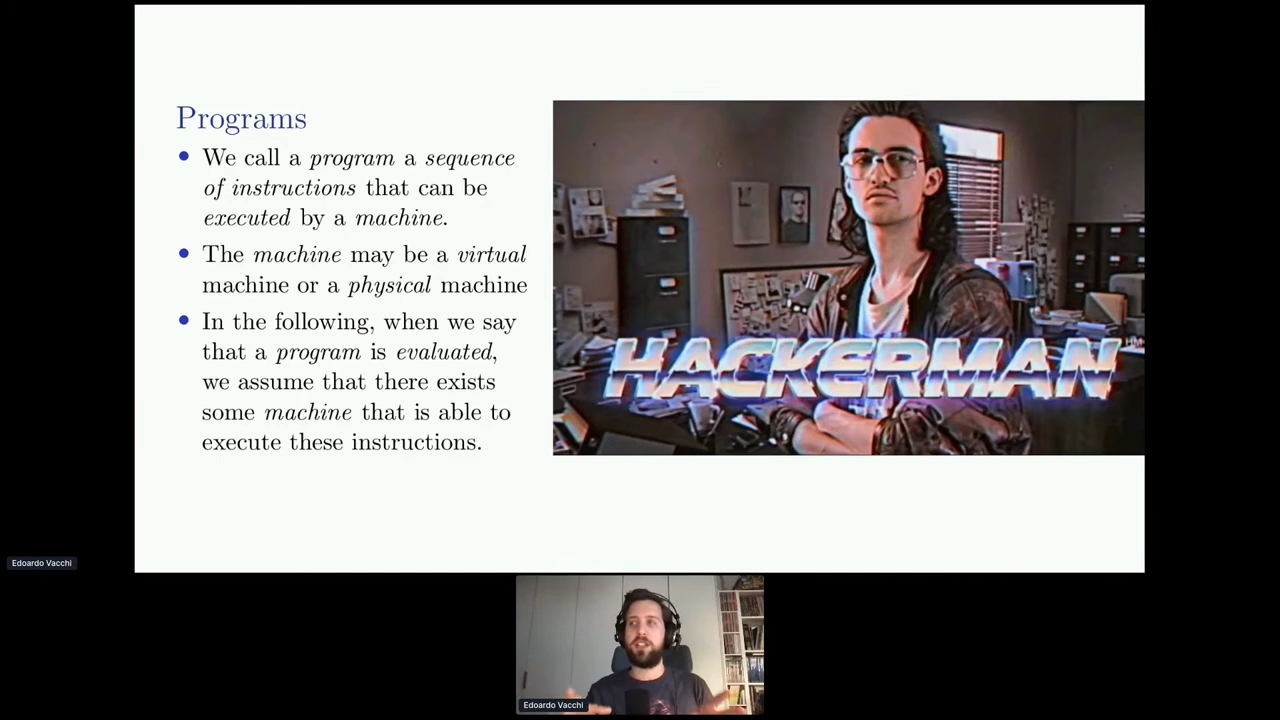 Programs
• We call a program a sequence
of instructions that can be
executed by a machine.
• The machine may be a virtual
machine or a physical machine
• In the following, when we say
that a program is evaluated,
we assume that there exists
some machine that is able to
execute these instructions.
HACKERMAN
Edoardo Vacchi
Edoardo Vacchi